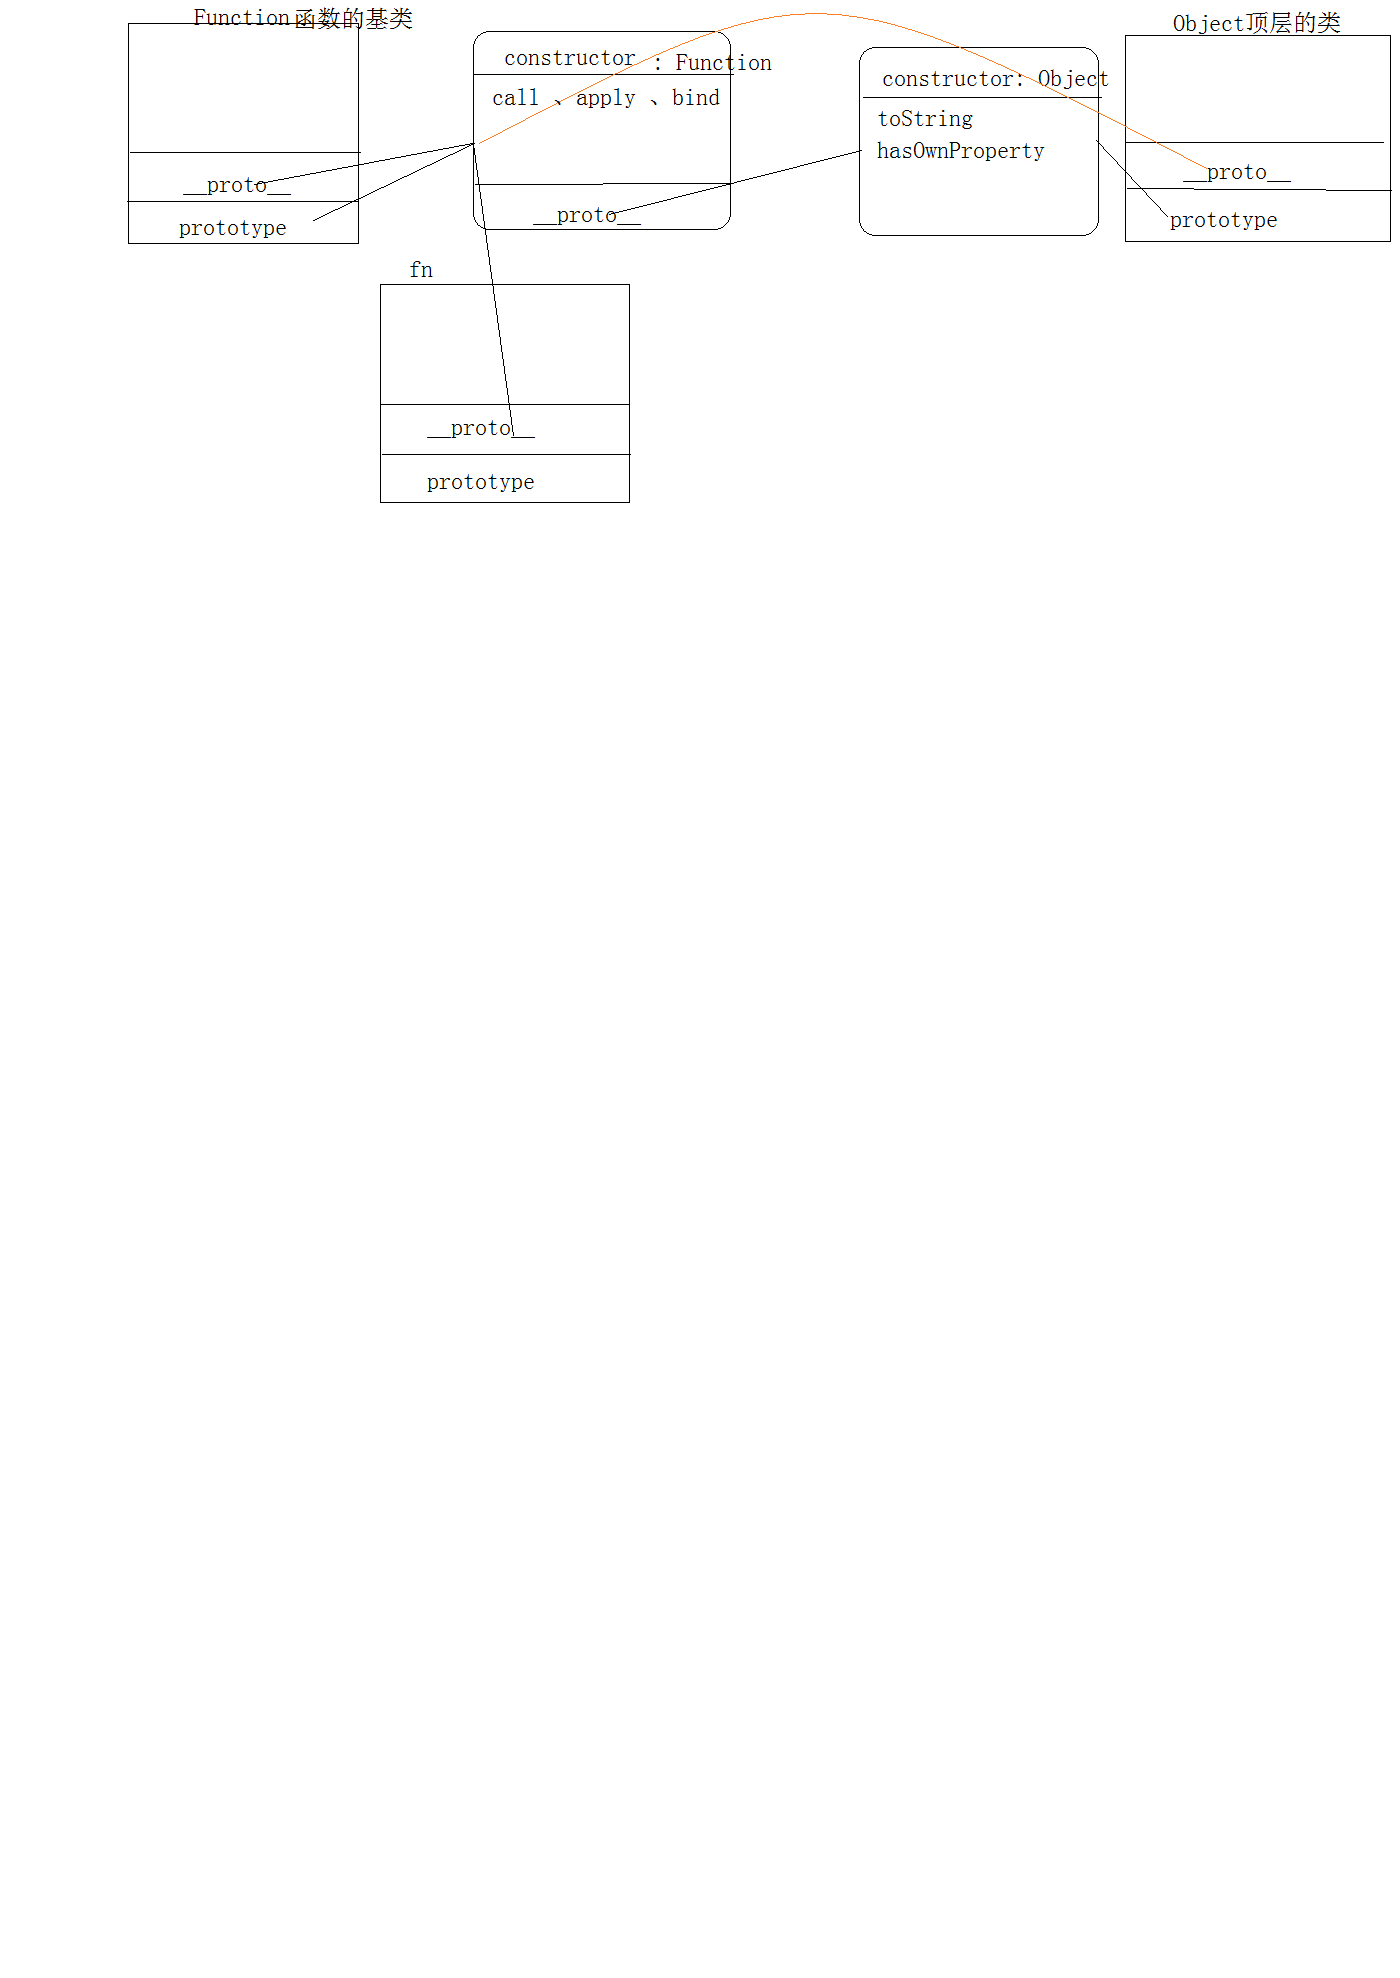 Function函数的基类
__proto__
prototype
constructor : Function
call 、apply 、bind
__proto__
constructor: Object
toString
hasOwnProperty
Object顶层的类
__proto__
prototype
fn
__proto__
prototype